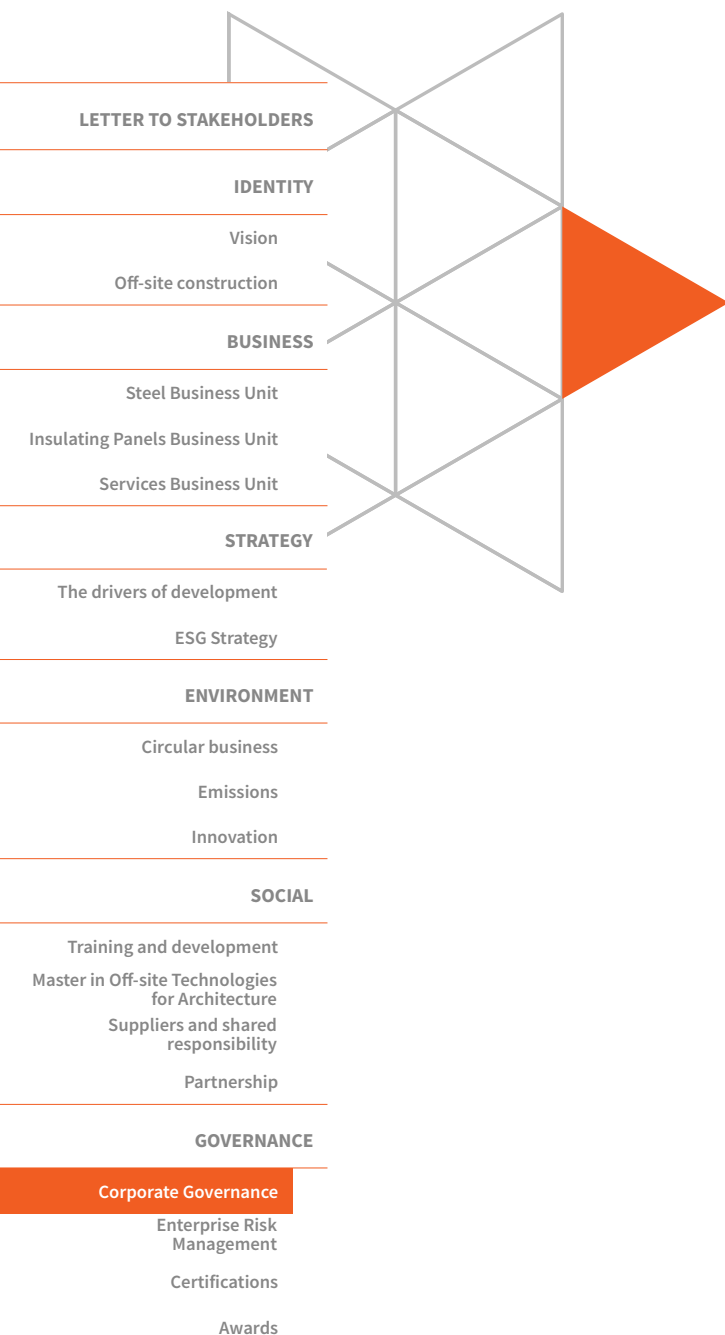 LETTER TO STAKEHOLDERS
IDENTITY
Vision
Off-site construction
BUSINESS
Steel Business Unit
Insulating Panels Business Unit
Services Business Unit
STRATEGY
The drivers of development
ESG Strategy
ENVIRONMENT
Circular business
Emissions
Innovation
SOCIAL
Training and development
Master in Off-site Technologies
for Architecture
Suppliers and shared
responsibility
Partnership
GOVERNANCE
Corporate Governance
Enterprise Risk
Management
Certifications
Awards